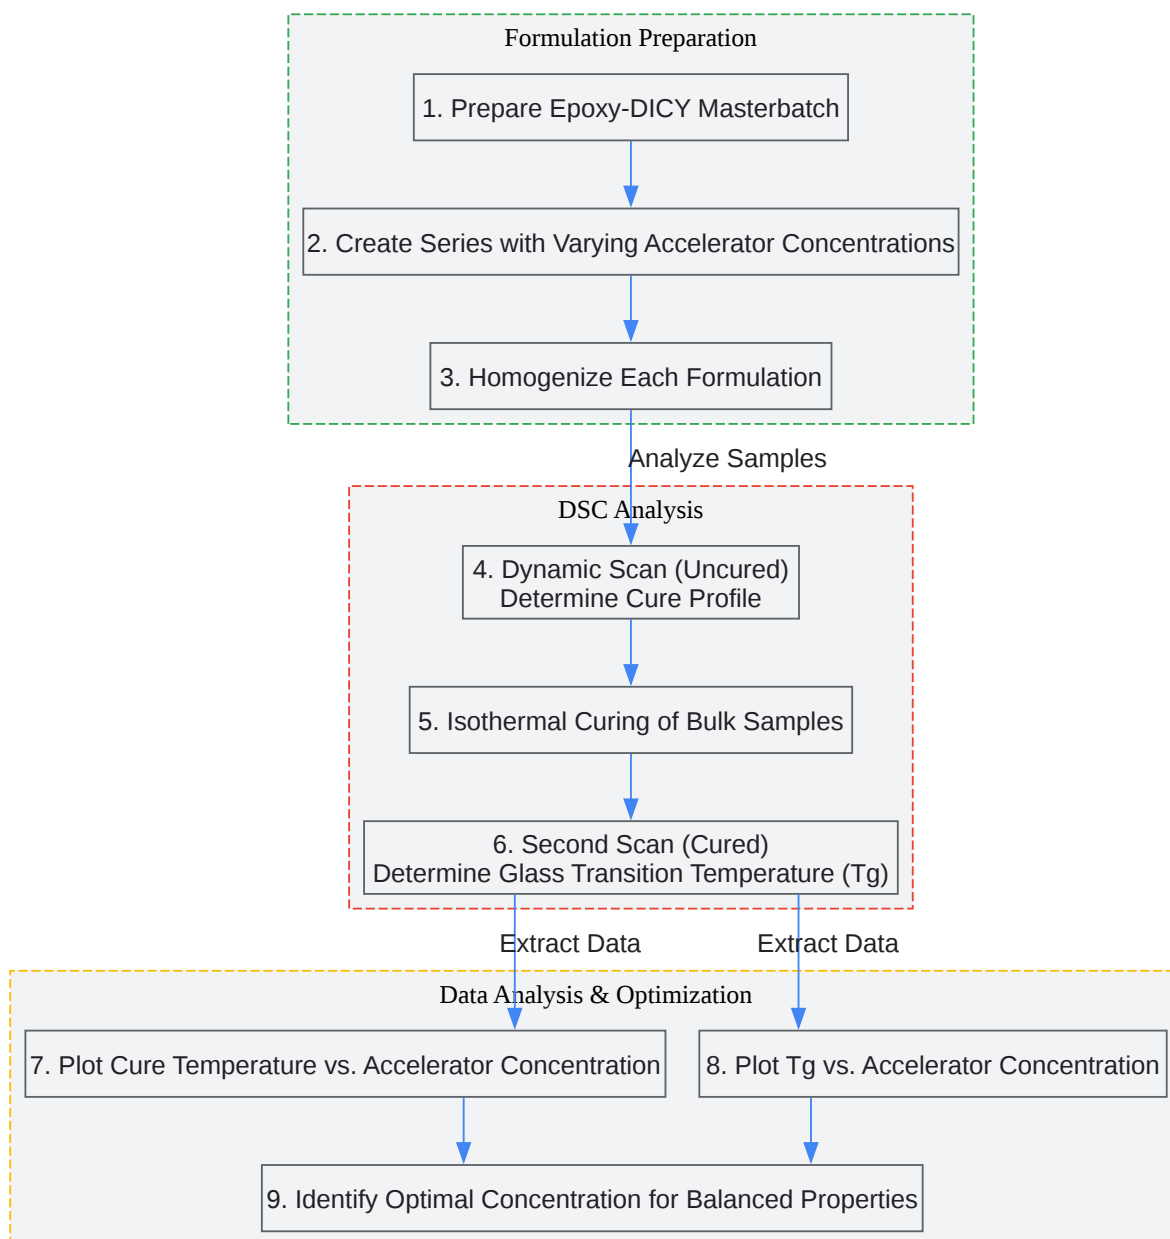 Formulation Preparation
1. Prepare Epoxy-DICY Masterbatch
2. Create Series with Varying Accelerator Concentrations
3. Homogenize Each Formulation
Analyze Samples
DSC Analysis
4. Dynamic Scan (Uncured)
Determine Cure Profile
5. Isothermal Curing of Bulk Samples
6. Second Scan (Cured)
Determine Glass Transition Temperature (Tg)
Extract Data
Extract Data
Data Analysis & Optimization
7. Plot Cure Temperature vs. Accelerator Concentration
8. Plot Tg vs. Accelerator Concentration
9. Identify Optimal Concentration for Balanced Properties